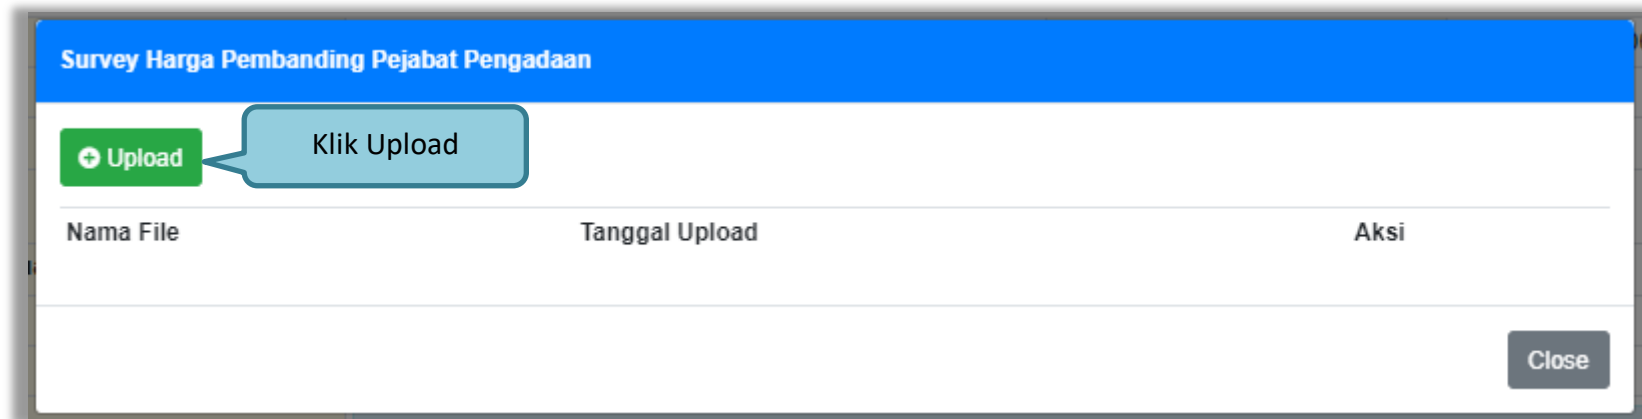 Survey Harga Pembanding Pejabat Pengadaan
Upload
Klik Upload
Nama File Tanggal Upload Aksi
Close